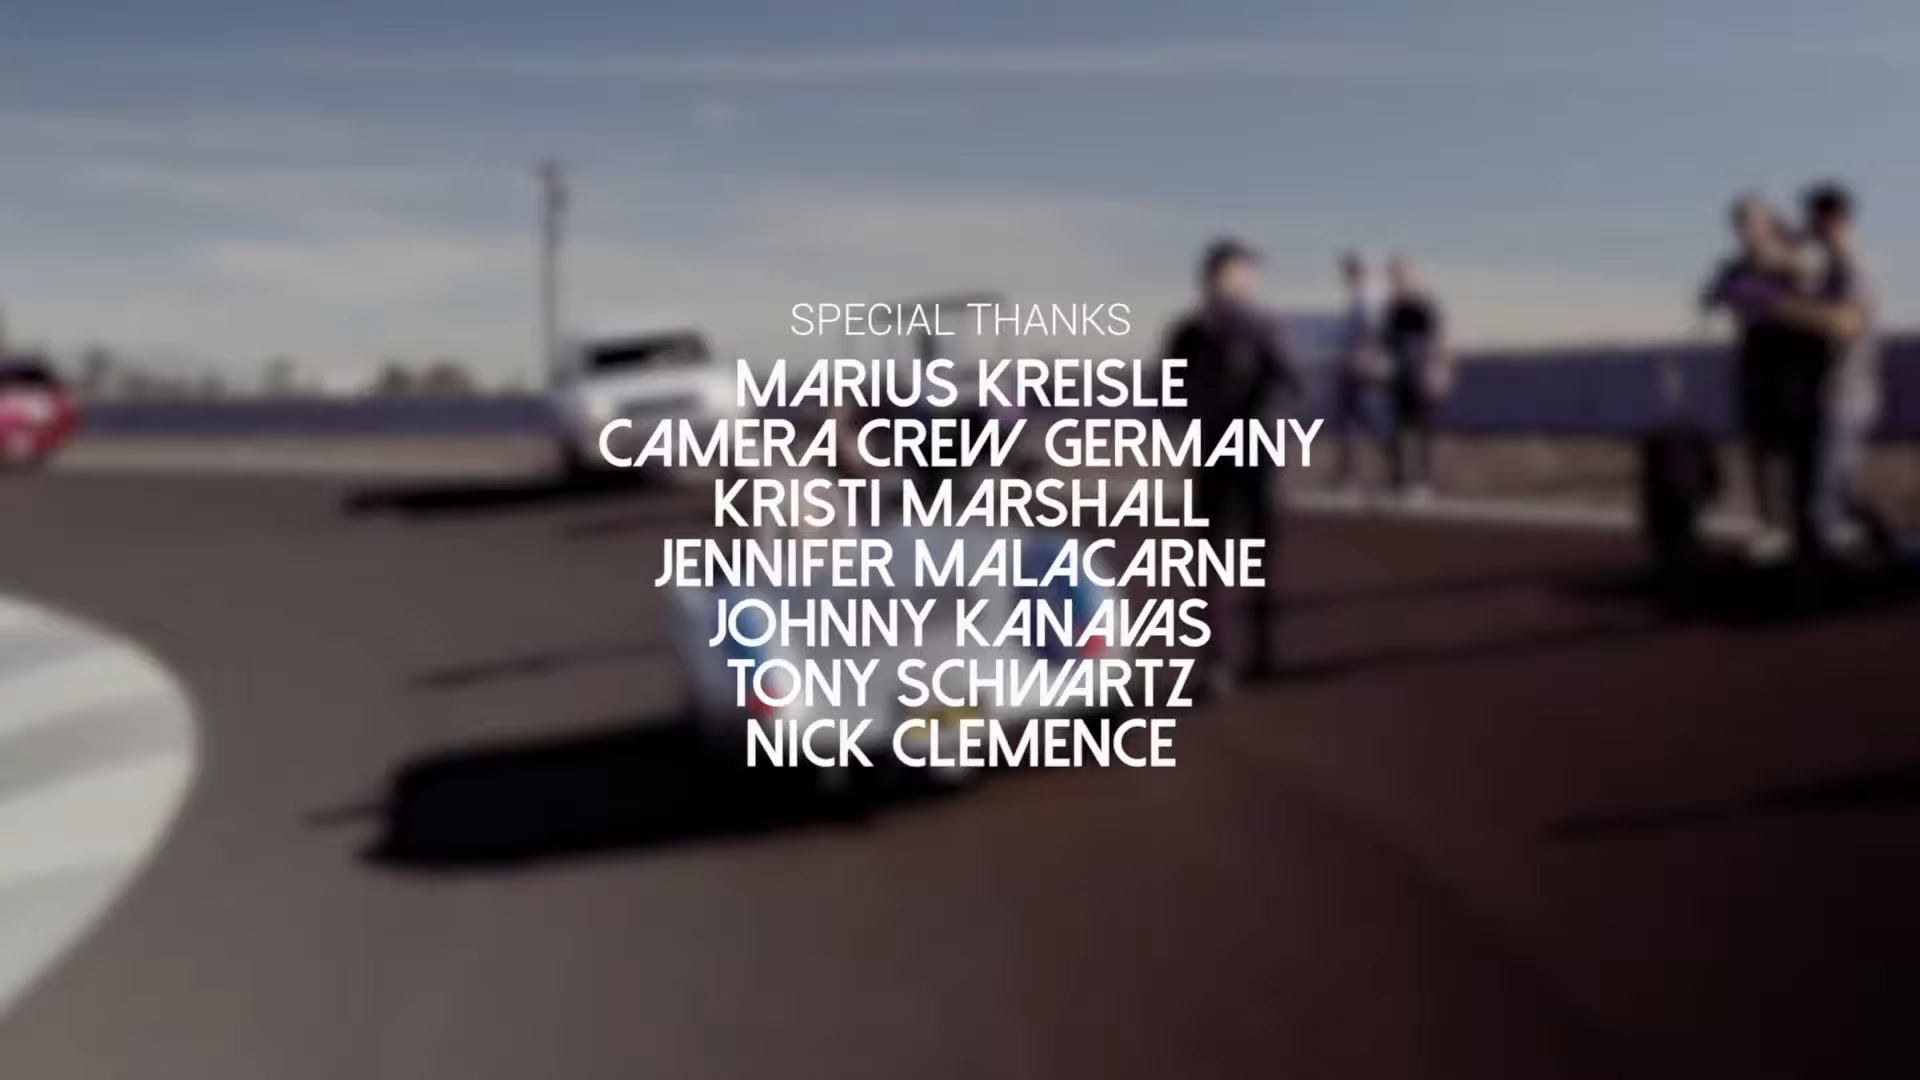 SPECIAL THANKS
MARIUS KREISLE
CAMERA CREW GERMANY
KRISTI MARSHALL
JENNIFER MALACARNE
JOHNNY KANAVAS
TONY SCHWARTZ
NICK CLEMENCE